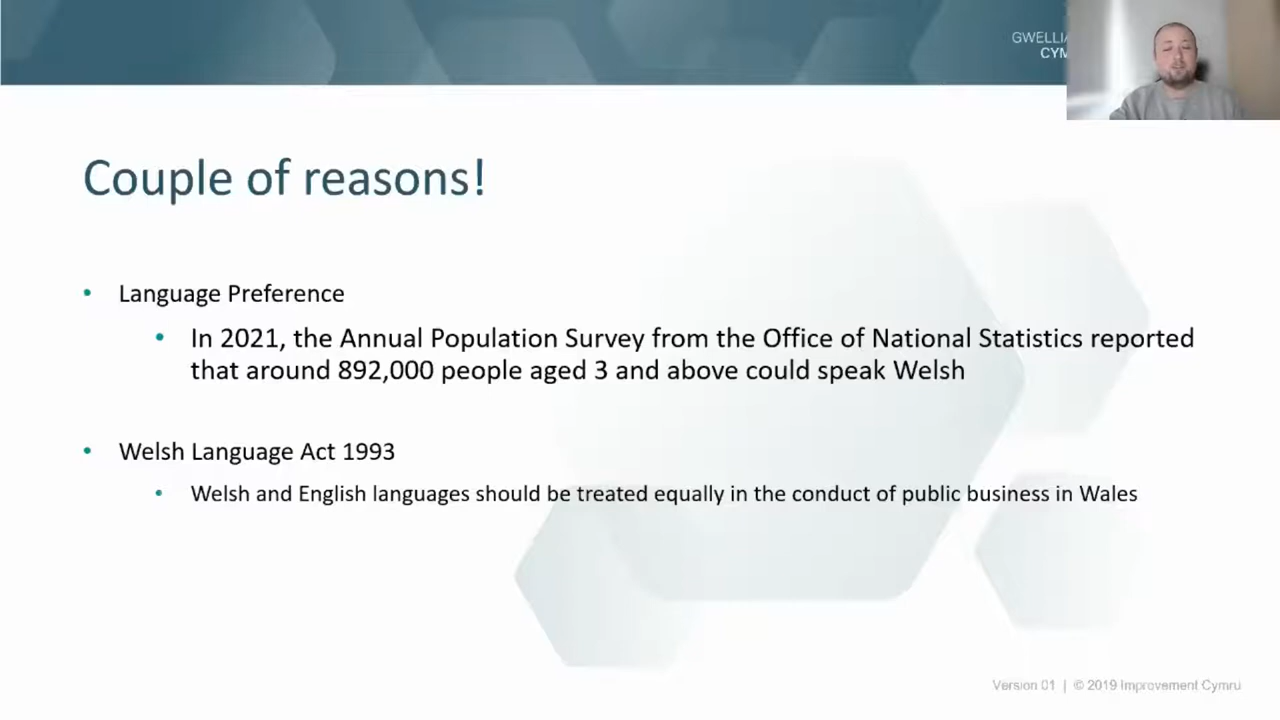 CYM
Couple of reasons!
• Language Preference
• In 2021, the Annual Population Survey from the Office of National Statistics reported
that around 892,000 people aged 3 and above could speak Welsh
• Welsh Language Act 1993
• Welsh and English languages should be treated equally in the conduct of public business in Wales
Version 01 | © 2019 Improvement Cymru